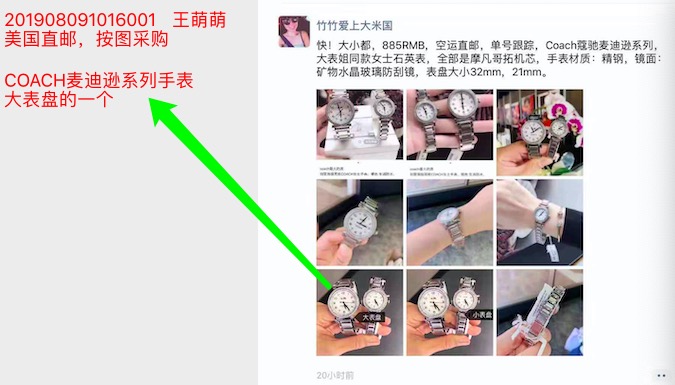 201908091016001 王萌萌
美国直邮，按图采购
COACH麦迪逊系列手表
大表盘的一个
竹竹爱上大米国
快！大小都，885RMB，空运直邮，单号跟踪，Coach蔻驰麦迪逊系列，
大表姐同款女士石英表，全部是摩凡哥拓机芯，手表材质：精钢，镜面：
矿物水晶玻璃防刮镜，表盘大小32mm，21mm。
大表盘
小表盘
20小时前